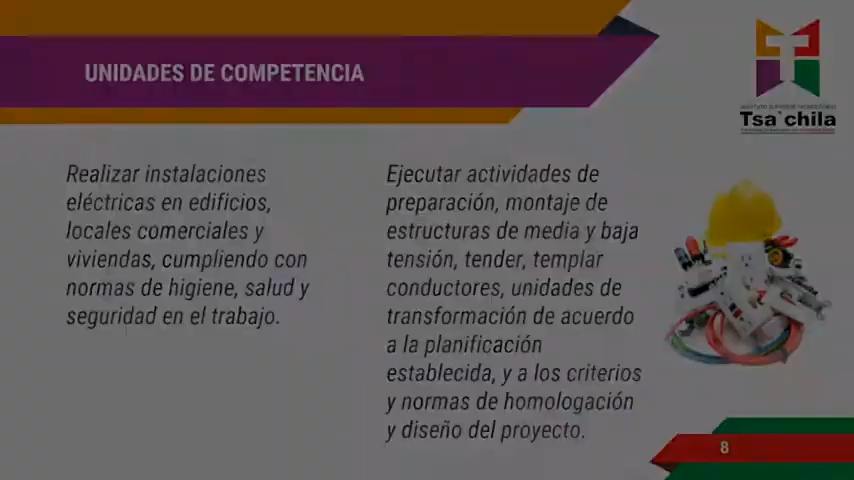 UNIDADES DE COMPETENCIA
Tsa´chila
Realizar instalaciones
eléctricas en edificios,
locales comerciales y
viviendas, cumpliendo con
normas de higiene, salud y
seguridad en el trabajo.
Ejecutar actividades de
preparación, montaje de
estructuras de media y baja
tensión, tender, templar
conductores, unidades de
transformación de acuerdo
a la planificación
establecida, y a los criterios
y normas de homologación
y diseño del proyecto.
8